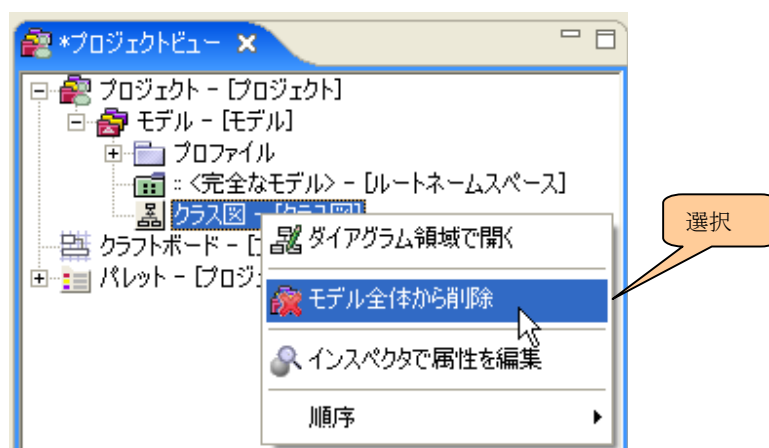 *プロジェクトビュー
プロジェクト - [プロジェクト]
モデル - [モデル]
プロファイル
:: <完全なモデル> - [ルートネームスペース]
クラス図 - [クラス図]
ダイアグラム領域で開く
選択
クラフトボード - [
パレット - [プロジ
モデル全体から削除
インスペクタで属性を編集
順序